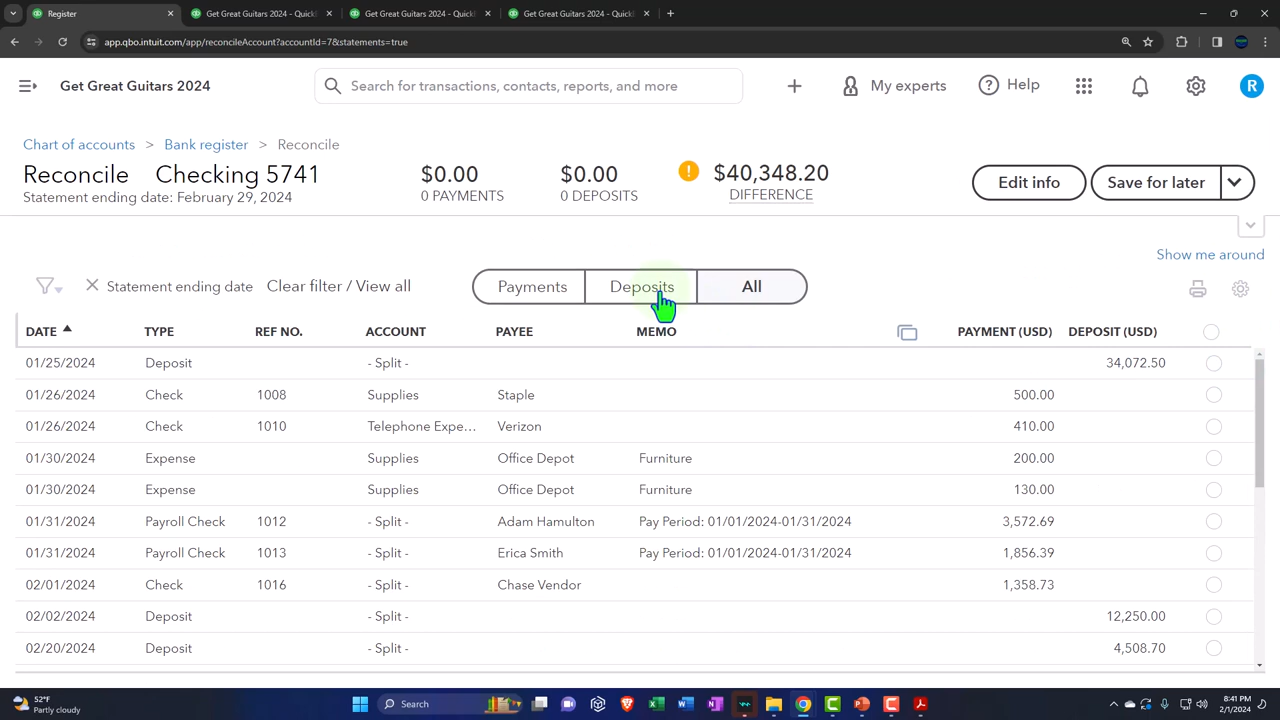 Register
Get Great Guitars 2024 - Quick
Get Great Guitars 2024 - QuickB
Get Great Guitars 2024 - QuickB
app.qbo.intuit.com/app/reconcileAccount?accountId=7&statements=true
Get Great Guitars 2024
Search for transactions, contacts, reports, and more
My experts
Help
R
Chart of accounts > Bank register > Reconcile
Reconcile Checking 5741
Statement ending date: February 29, 2024
$0.00
0 PAYMENTS
$0.00
0 DEPOSITS
$40,348.20
DIFFERENCE
Edit info
Save for later
Show me around
Statement ending date Clear filter / View all
Payments Deposits All
DATE TYPE REF NO. ACCOUNT PAYEE MEMO PAYMENT (USD) DEPOSIT (USD)
01/25/2024 Deposit - Split - 34,072.50
01/26/2024 Check 1008 Supplies Staple 500.00
01/26/2024 Check 1010 Telephone Expe... Verizon 410.00
01/30/2024 Expense Supplies Office Depot Furniture 200.00
01/30/2024 Expense Supplies Office Depot Furniture 130.00
01/31/2024 Payroll Check 1012 - Split - Adam Hamulton Pay Period: 01/01/2024-01/31/2024 3,572.69
01/31/2024 Payroll Check 1013 - Split - Erica Smith Pay Period: 01/01/2024-01/31/2024 1,856.39
02/01/2024 Check 1016 - Split - Chase Vendor 1,358.73
02/02/2024 Deposit - Split - 12,250.00
02/20/2024 Deposit - Split - 4,508.70
52°F
Partly cloudy
Search
8:41 PM
2/1/2024